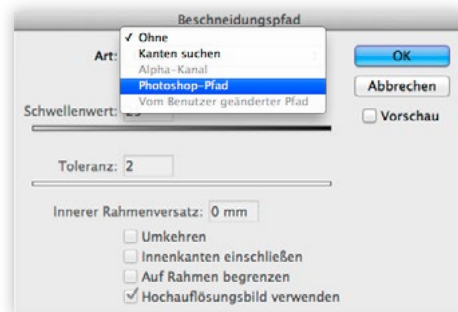 Beschneidungspfad
Art:
✓ Ohne
Kanten suchen
Alpha-Kanal
Photoshop-Pfad
Vom Benutzer geänderter Pfad
OK
Abbrechen
Vorschau
Schwellenwert:
Toleranz: 2
Innerer Rahmenversatz: 0 mm
Umkehren
Innenkanten einschließen
Auf Rahmen begrenzen
Hochauflösungsbild verwenden